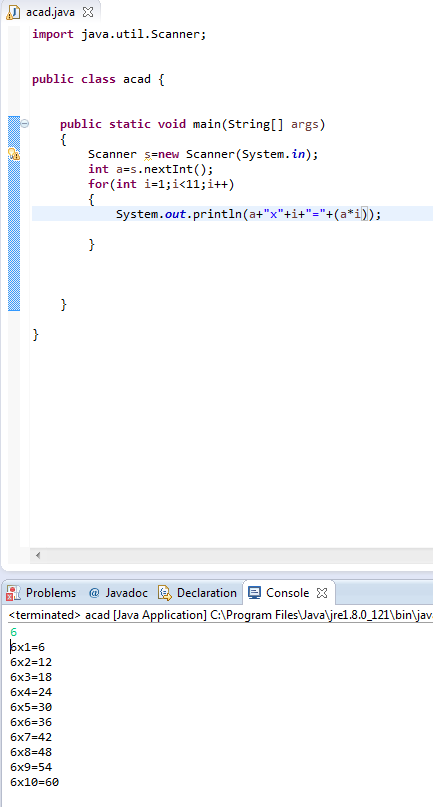 acad.java
import java.util.Scanner;
public class acad {
public static void main(String[] args)
{
Scanner s=new Scanner(System.in);
int a=s.nextInt();
for(int i=1;i<11;i++)
{
System.out.println(a+"x"+i+"="+(a*i));
}
}
}
Problems @ Javadoc Declaration Console
<terminated> acad [Java Application] C:\Program Files\Java\jre1.8.0_121\bin\java
6
6x1=6
6x2=12
6x3=18
6x4=24
6x5=30
6x6=36
6x7=42
6x8=48
6x9=54
6x10=60